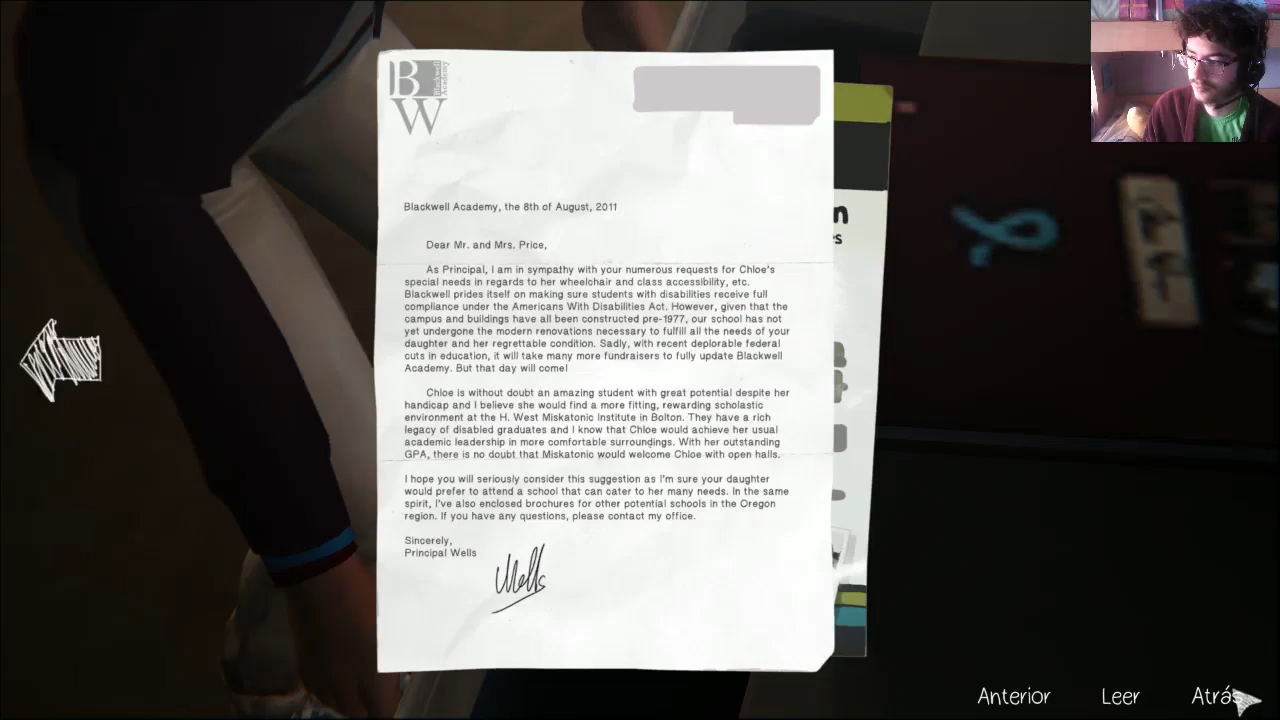 BW
Blackwell
Academy
Blackwell Academy, the 8th of August, 2011
Dear Mr. and Mrs. Price,
As Principal, I am in sympathy with your numerous requests for Chloe's
special needs in regards to her wheelchair and class accessibility, etc.
Blackwell prides itself on making sure students with disabilities receive full
compliance under the Americans With Disabilities Act. However, given that the
campus and buildings have all been constructed pre-1977, our school has not
yet undergone the modern renovations necessary to fulfill all the needs of your
daughter and her regrettable condition. Sadly, with recent deplorable federal
cuts in education, it will take many more fundraisers to fully update Blackwell
Academy. But that day will come!
Chloe is without doubt an amazing student with great potential despite her
handicap and I believe she would find a more fitting, rewarding scholastic
environment at the H. West Miskatonic Institute in Bolton. They have a rich
legacy of disabled graduates and I know that Chloe would achieve her usual
academic leadership in more comfortable surroundings. With her outstanding
GPA, there is no doubt that Miskatonic would welcome Chloe with open halls.
I hope you will seriously consider this suggestion as I'm sure your daughter
would prefer to attend a school that can cater to her many needs. In the same
spirit, I've also enclosed brochures for other potential schools in the Oregon
region. If you have any questions, please contact my office.
Sincerely,
Principal Wells
Wells
n
s
Anterior Leer Atrás